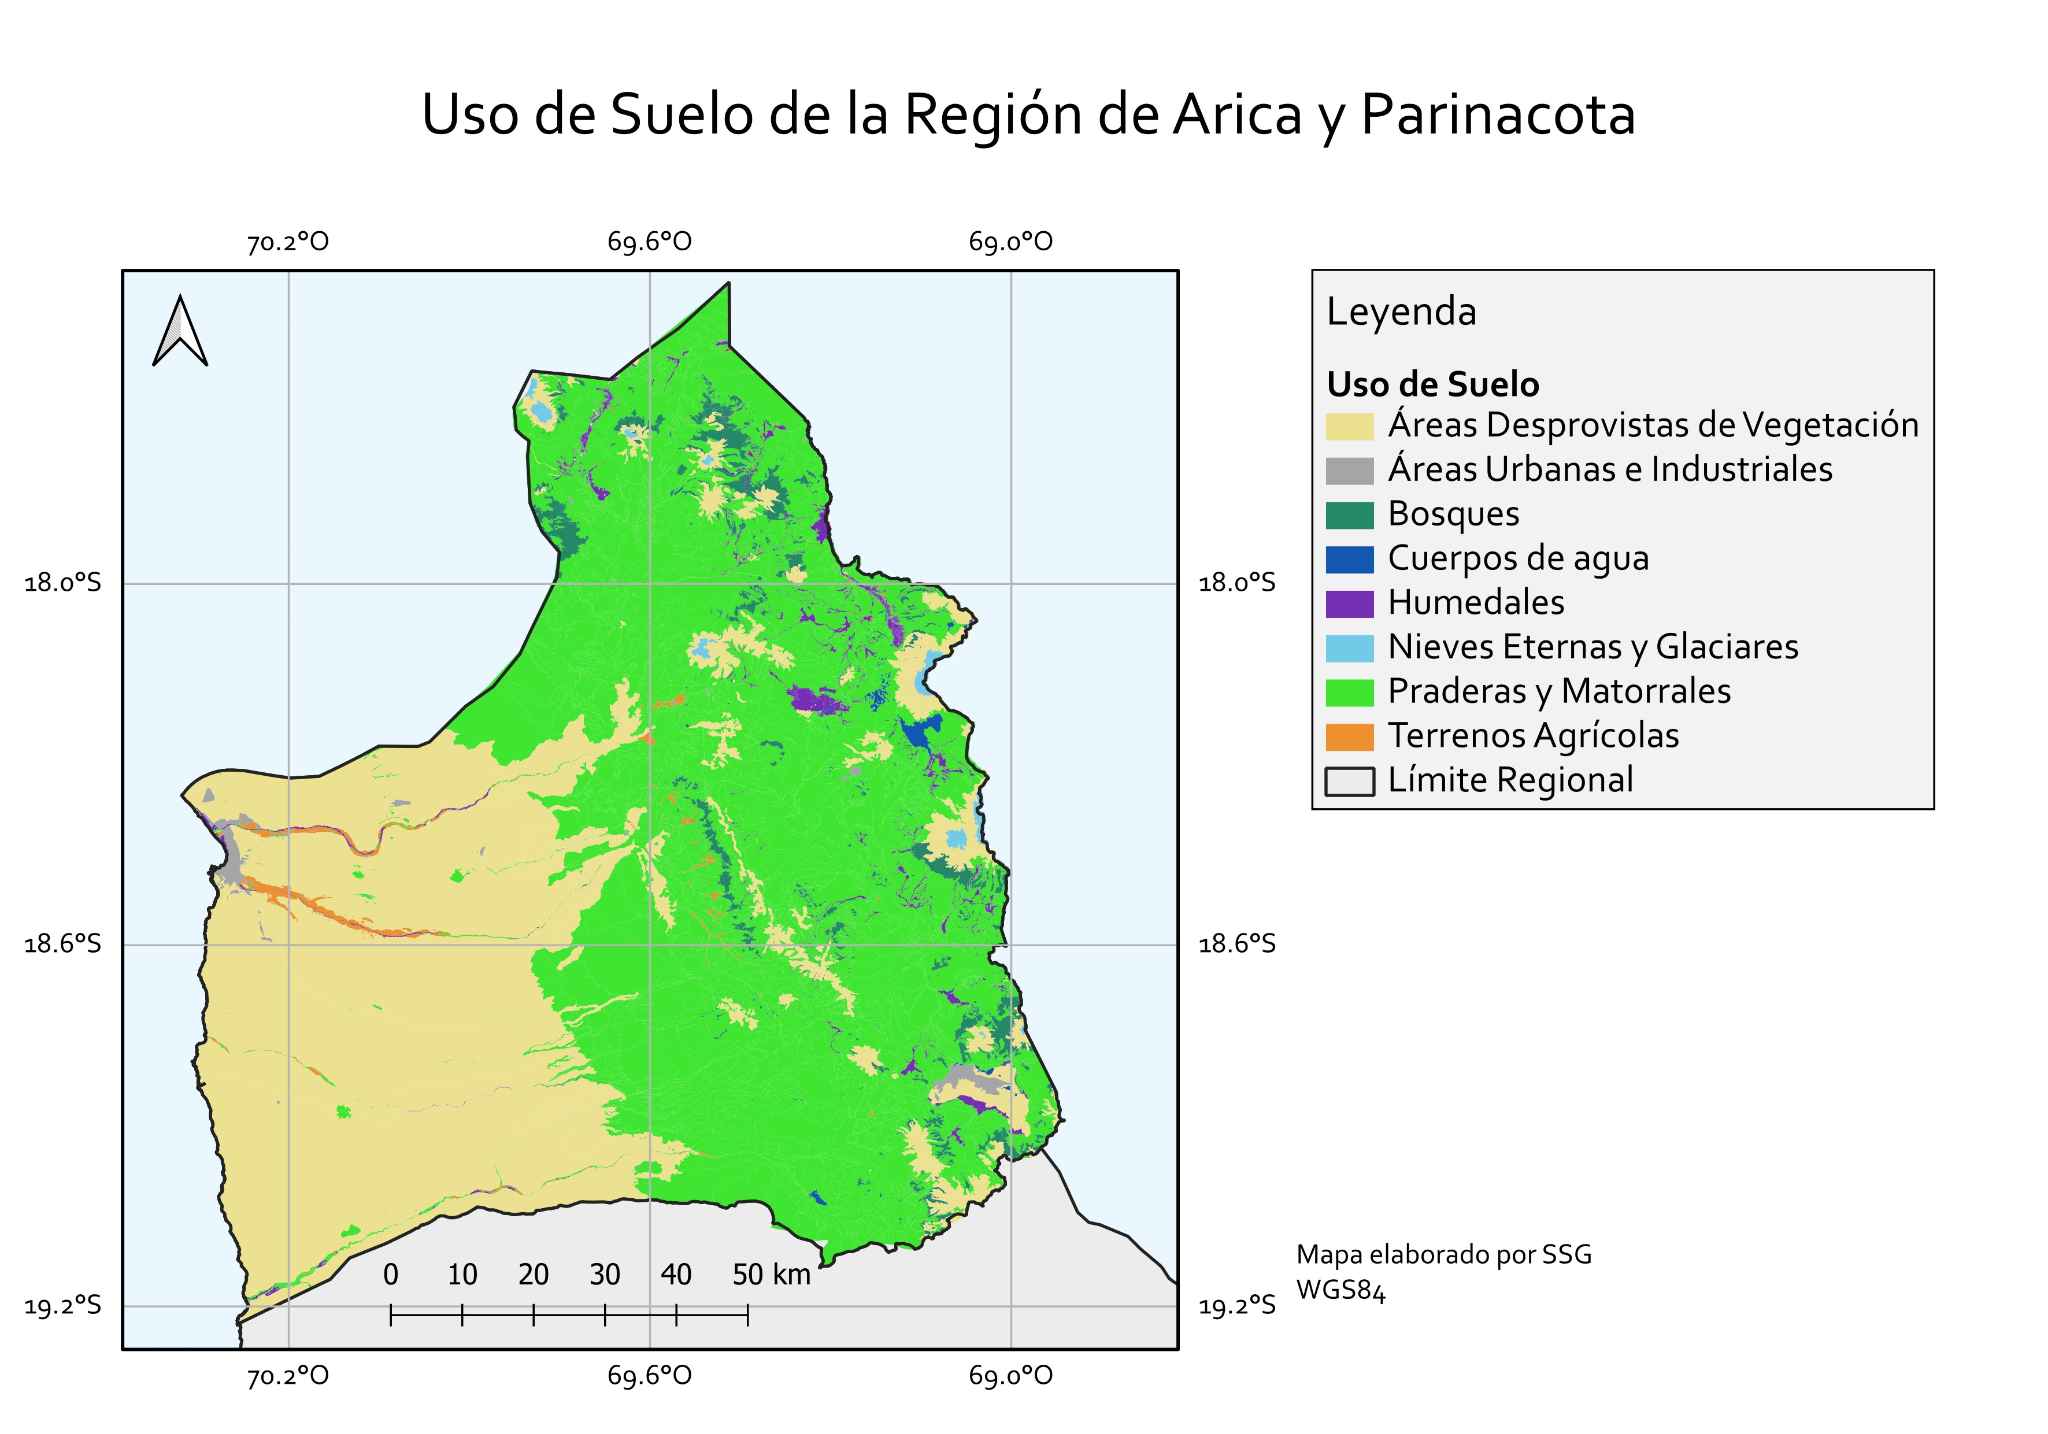 Uso de Suelo de la Región de Arica y Parinacota
70.2°O 69.6°O 69.0°O
Leyenda
Uso de Suelo
Áreas Desprovistas de Vegetación
Áreas Urbanas e Industriales
Bosques
Cuerpos de agua
Humedales
Nieves Eternas y Glaciares
Praderas y Matorrales
Terrenos Agrícolas
Límite Regional
18.0°S 18.0°S
18.6°S 18.6°S
0 10 20 30 40 50 km
19.2°S 19.2°S
Mapa elaborado por SSG
WGS84
70.2°O 69.6°O 69.0°O